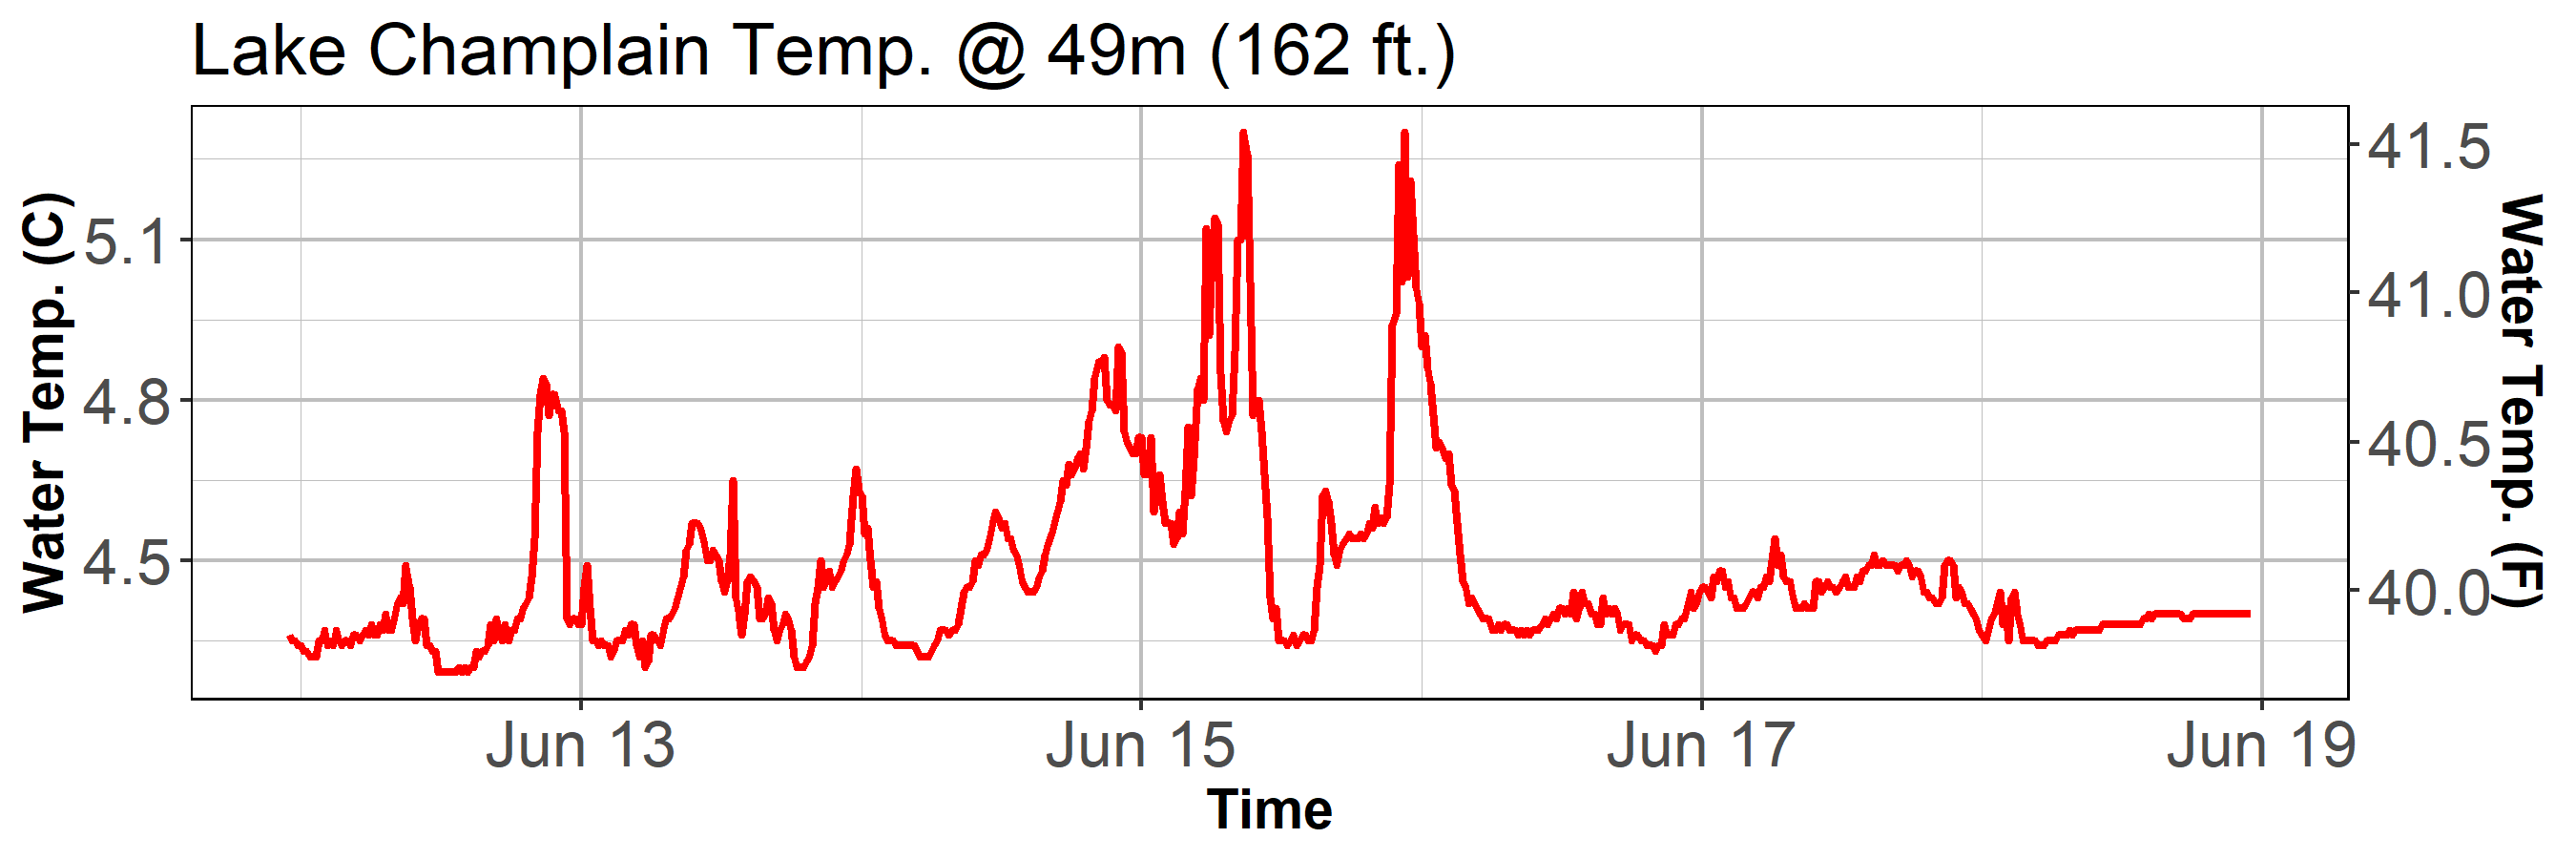 Lake Champlain Temp. @ 49m (162 ft.)
Water Temp. (C)
5.1
4.8
4.5
41.5
41.0
40.5
40.0
Water Temp. (F)
Jun 13
Jun 15
Jun 17
Jun 19
Time